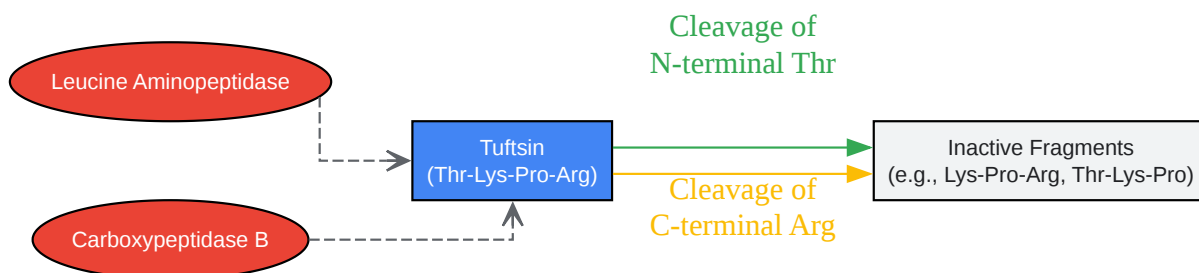 Cleavage of
N-terminal Thr
Leucine Aminopeptidase
Tuftsin
(Thr-Lys-Pro-Arg)
Inactive Fragments
(e.g., Lys-Pro-Arg, Thr-Lys-Pro)
Cleavage of
C-terminal Arg
Carboxypeptidase B